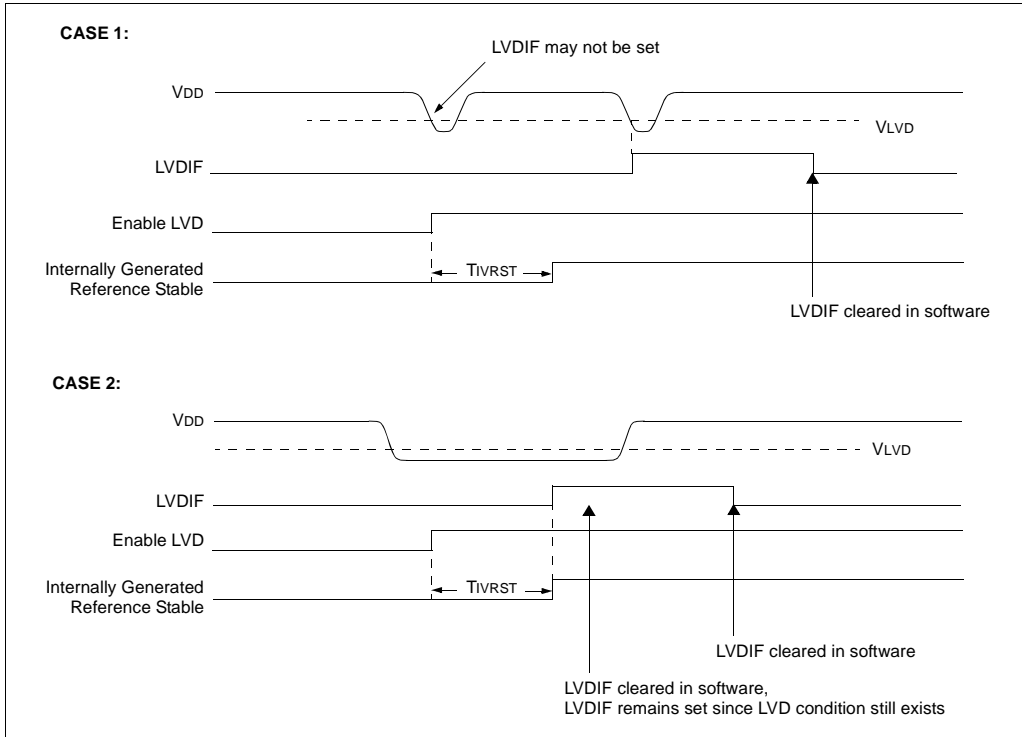 CASE 1:
LVDIF may not be set
VDD
VLVD
LVDIF
Enable LVD
TIVRST
Internally Generated
Reference Stable
LVDIF cleared in software
CASE 2:
VDD
VLVD
LVDIF
Enable LVD
TIVRST
Internally Generated
Reference Stable
LVDIF cleared in software
LVDIF cleared in software,
LVDIF remains set since LVD condition still exists